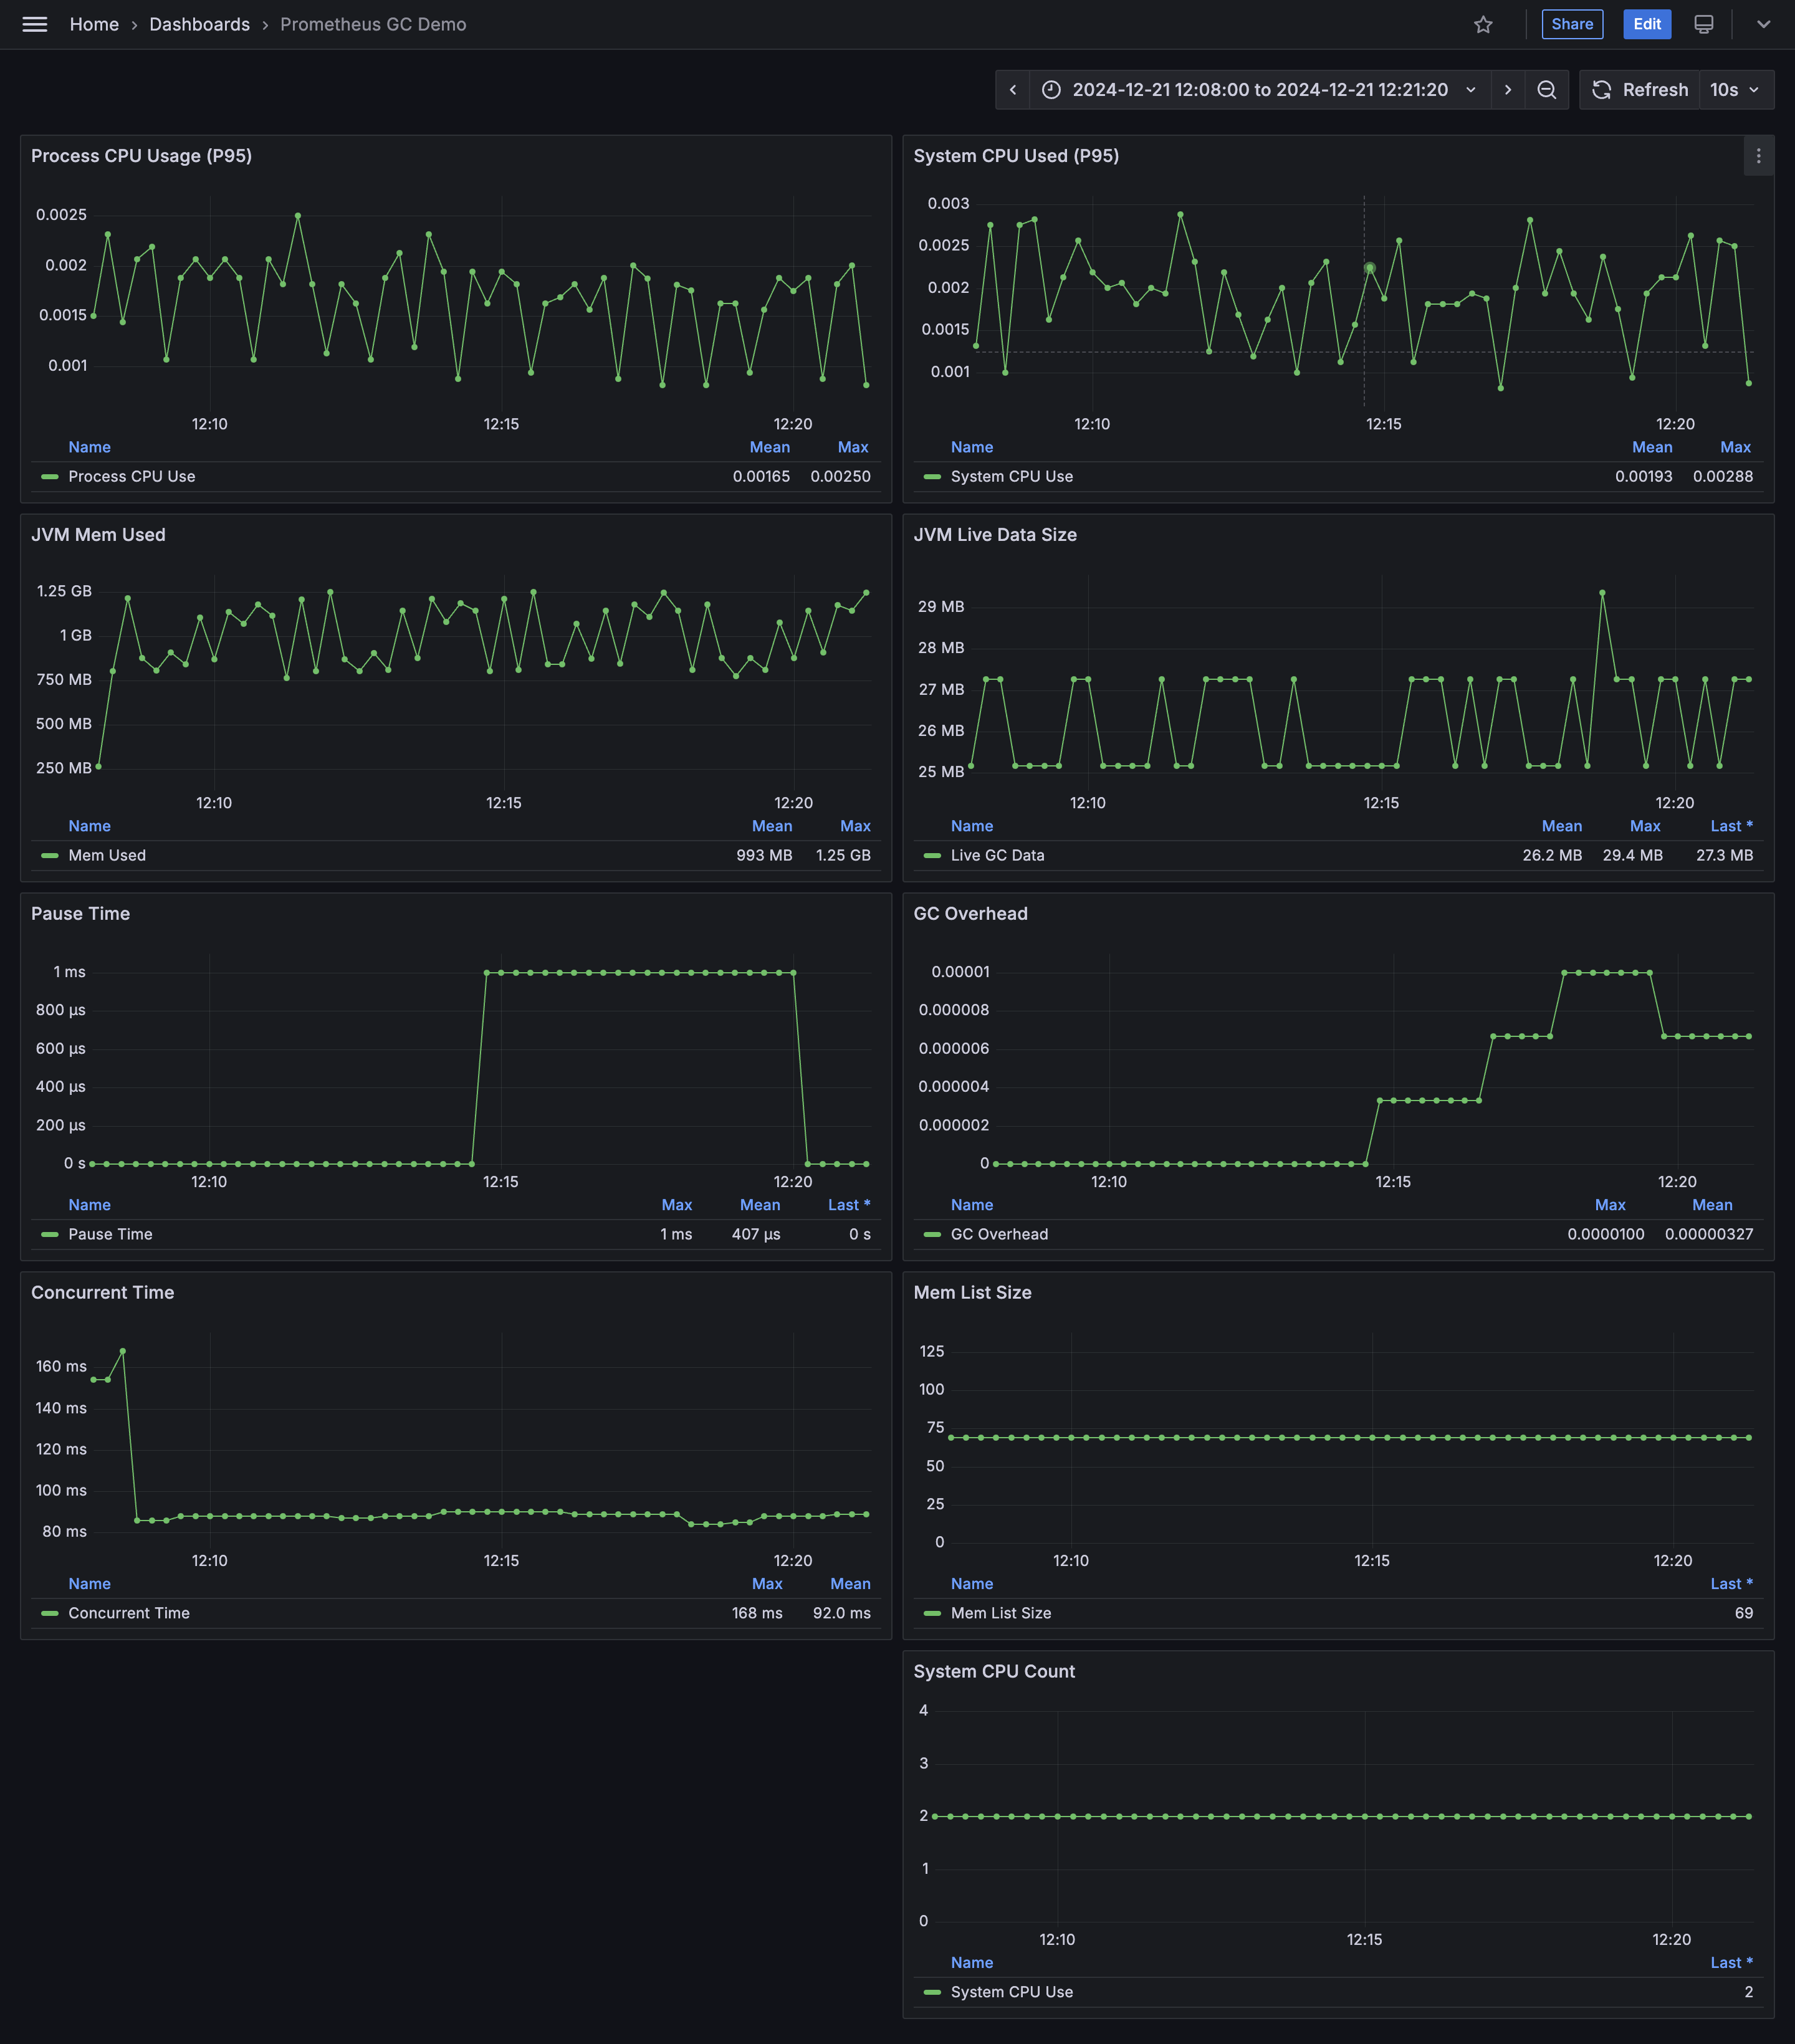 Home › Dashboards › Prometheus GC Demo
Share
Edit
2024-12-21 12:08:00 to 2024-12-21 12:21:20
Refresh
10s
Process CPU Usage (P95)
0.0025
0.002
0.0015
0.001
12:10 12:15 12:20
Name Mean Max
Process CPU Use 0.00165 0.00250
System CPU Used (P95)
0.003
0.0025
0.002
0.0015
0.001
12:10 12:15 12:20
Name Mean Max
System CPU Use 0.00193 0.00288
JVM Mem Used
1.25 GB
1 GB
750 MB
500 MB
250 MB
12:10 12:15 12:20
Name Mean Max
Mem Used 993 MB 1.25 GB
JVM Live Data Size
29 MB
28 MB
27 MB
26 MB
25 MB
12:10 12:15 12:20
Name Mean Max Last *
Live GC Data 26.2 MB 29.4 MB 27.3 MB
Pause Time
1 ms
800 µs
600 µs
400 µs
200 µs
0 s
12:10 12:15 12:20
Name Max Mean Last *
Pause Time 1 ms 407 µs 0 s
GC Overhead
0.00001
0.000008
0.000006
0.000004
0.000002
0
12:10 12:15 12:20
Name Max Mean
GC Overhead 0.0000100 0.00000327
Concurrent Time
160 ms
140 ms
120 ms
100 ms
80 ms
12:10 12:15 12:20
Name Max Mean
Concurrent Time 168 ms 92.0 ms
Mem List Size
125
100
75
50
25
0
12:10 12:15 12:20
Name Last *
Mem List Size 69
System CPU Count
4
3
2
1
0
12:10 12:15 12:20
Name Last *
System CPU Use 2